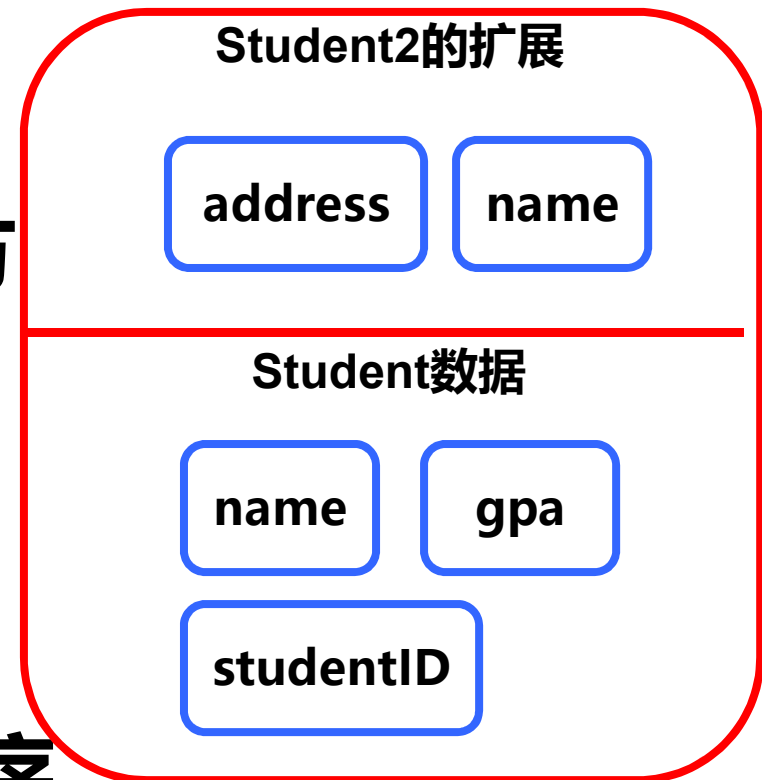 Student2的扩展
address name
Student数据
name gpa
studentID